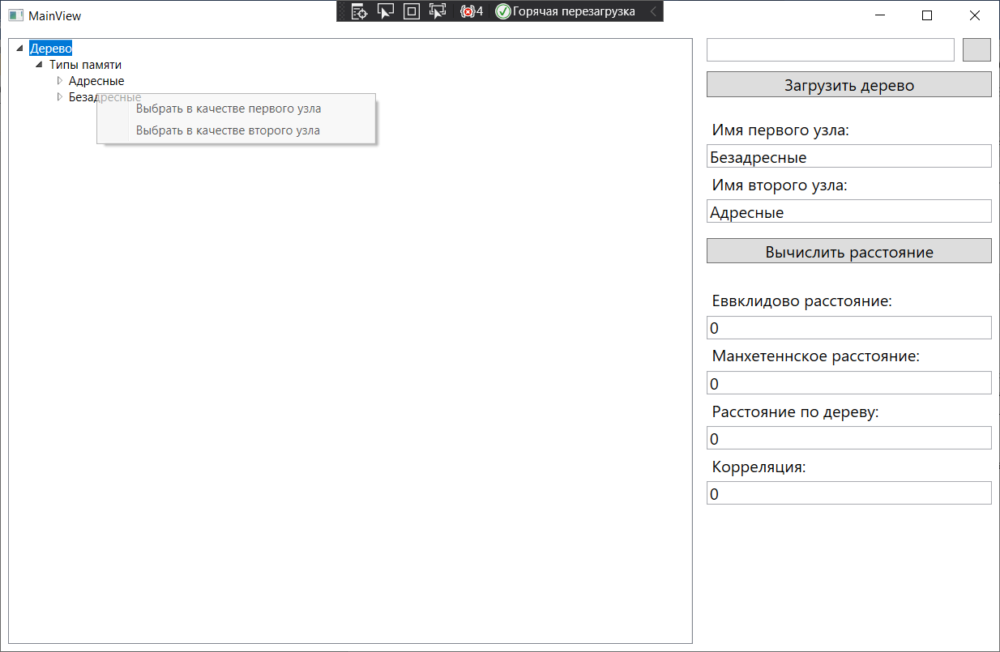 MainView
4
Горячая перезагрузка
Дерево
Типы памяти
Адресные
Безадресные
Выбрать в качестве первого узла
Выбрать в качестве второго узла
Загрузить дерево
Имя первого узла:
Безадресные
Имя второго узла:
Адресные
Вычислить расстояние
Еввклидово расстояние:
0
Манхетеннское расстояние:
0
Расстояние по дереву:
0
Корреляция:
0